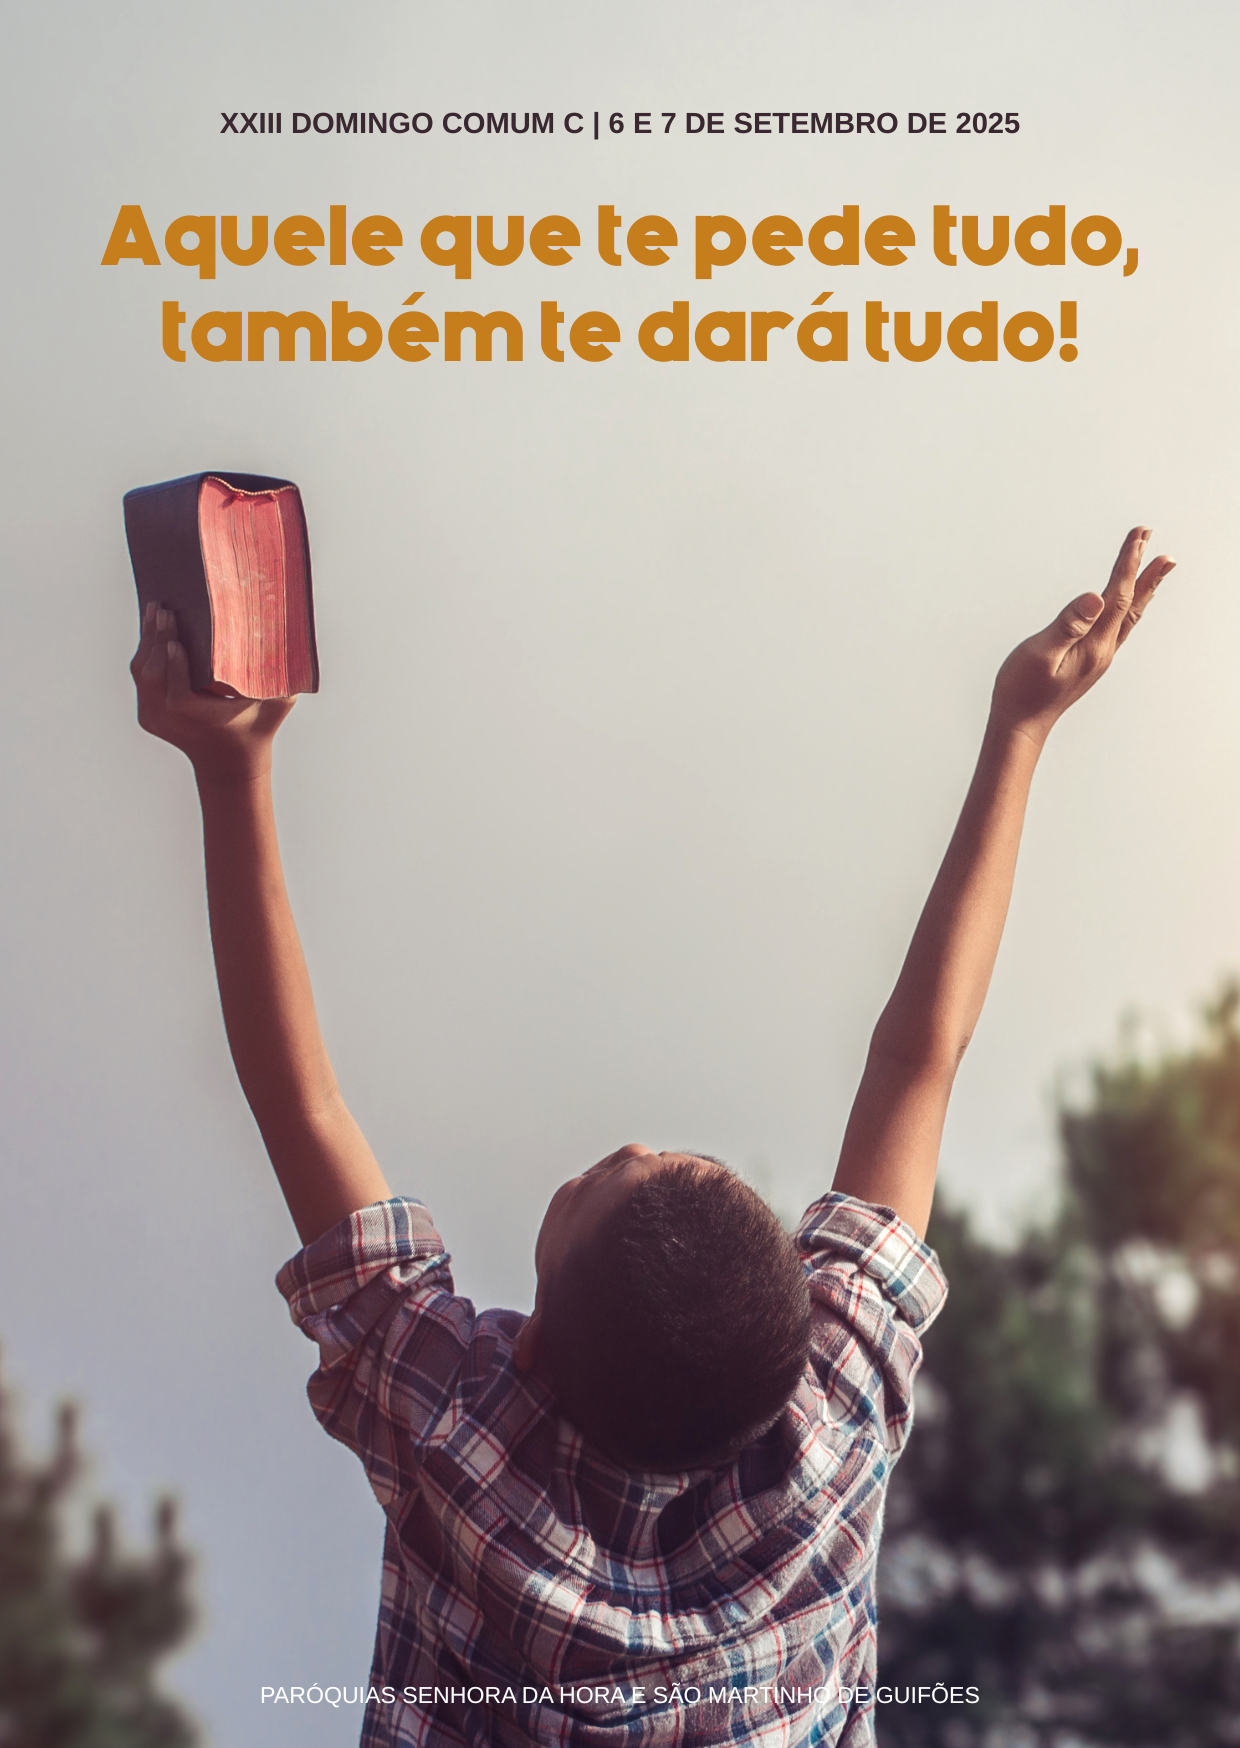 XXIII DOMINGO COMUM C | 6 E 7 DE SETEMBRO DE 2025
Aquele que te pede tudo,
também te dará tudo!
PARÓQUIAS SENHORA DA HORA E SÃO MARTINHO DE GUIFÕES